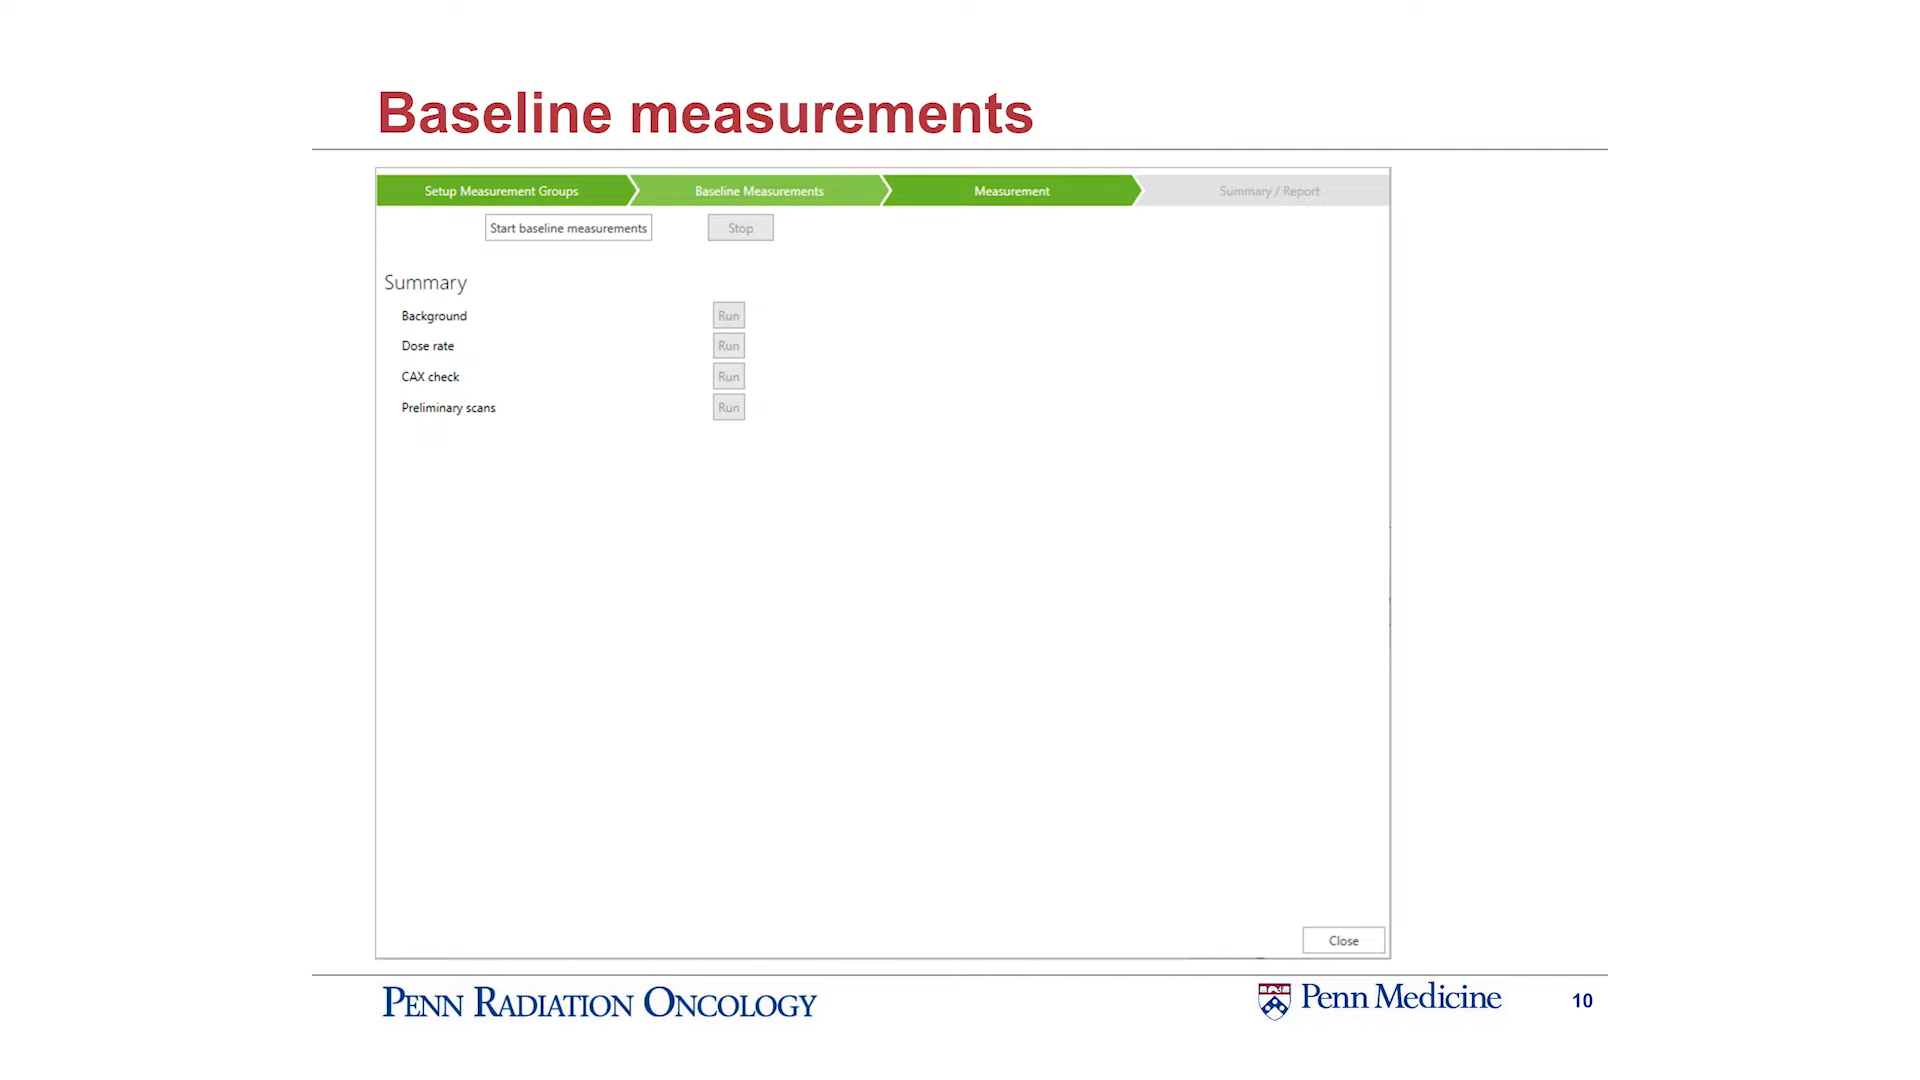 Baseline measurements
Setup Measurement Groups Baseline Measurements Measurement Summary / Report
Start baseline measurements Stop
Summary
Background Run
Dose rate Run
CAX check Run
Preliminary scans Run
Close
PENN RADIATION ONCOLOGY Penn Medicine 10